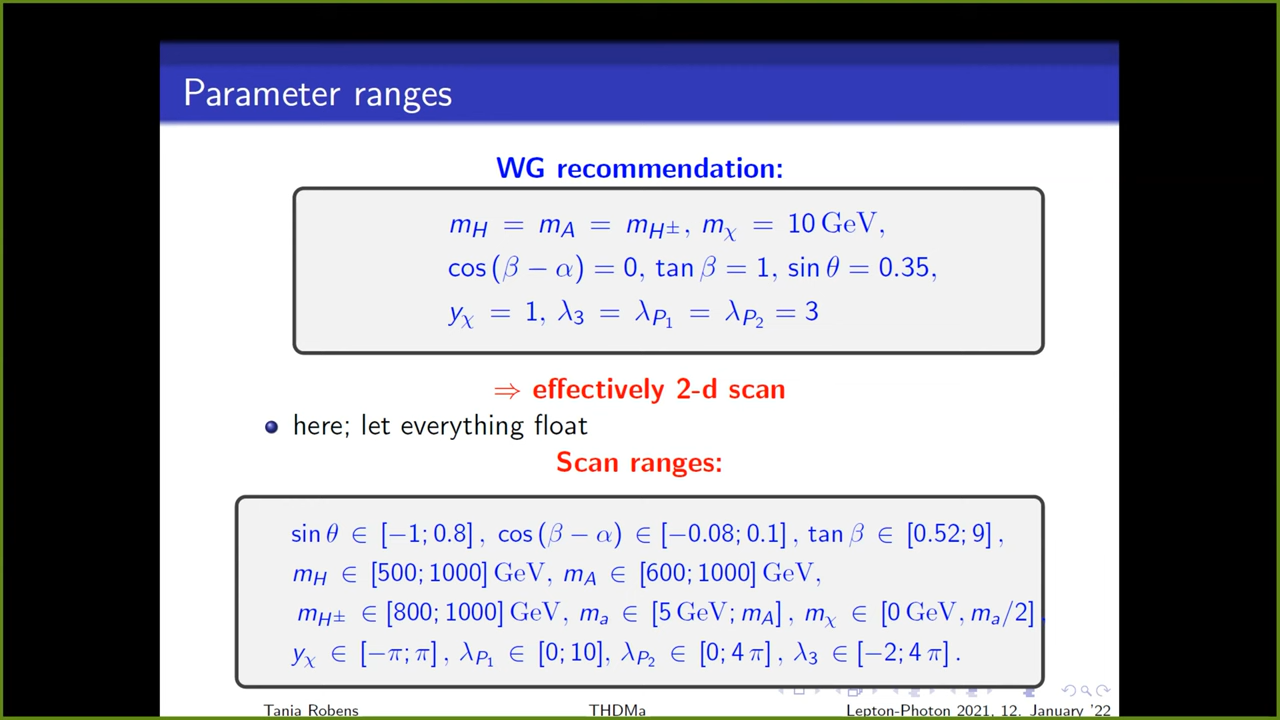 Parameter ranges
WG recommendation:
m_H = m_A = m_{H^±}, m_χ = 10 GeV,
cos (β − α) = 0, tan β = 1, sin θ = 0.35,
y_χ = 1, λ_3 = λ_{P_1} = λ_{P_2} = 3
⇒ effectively 2-d scan
here; let everything float
Scan ranges:
sin θ ∈ [−1; 0.8] , cos (β − α) ∈ [−0.08; 0.1] , tan β ∈ [0.52; 9] ,
m_H ∈ [500; 1000] GeV, m_A ∈ [600; 1000] GeV,
m_{H^±} ∈ [800; 1000] GeV, m_a ∈ [5 GeV; m_A] , m_χ ∈ [0 GeV, m_a/2] ,
y_χ ∈ [−π; π] , λ_{P_1} ∈ [0; 10], λ_{P_2} ∈ [0; 4 π] , λ_3 ∈ [−2; 4 π] .
Tania Robens THDMa Lepton-Photon 2021, 12. January '22